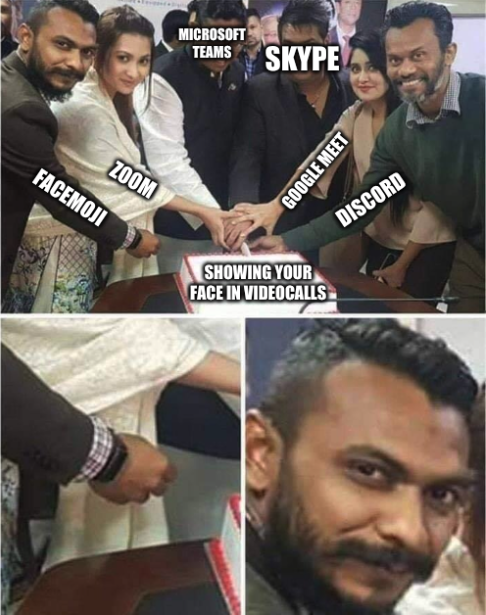 MICROSOFT
TEAMS
SKYPE
ZOOM
GOOGLE MEET
FACEMOJI
DISCORD
SHOWING YOUR
FACE IN VIDEOCALLS